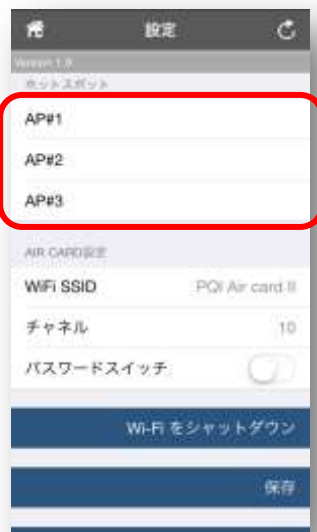 設定
Version 1.9
ホットスポット
AP#1
AP#2
AP#3
AIR CARD設定
WiFi SSID PQI Air card II
チャネル 10
パスワードスイッチ
Wi-Fi をシャットダウン
保存